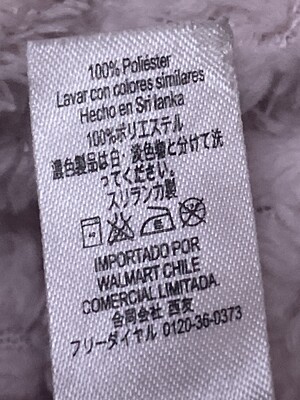 100% Poliéster
Lavar con colores similares
Hecho en Sri lanka
100%ポリエステル
濃色製品は白、淡色物と分けて洗
ってください。
スリランカ製
IMPORTADO POR
WALMART CHILE
COMERCIAL LIMITADA.
合同会社 西友
フリーダイヤル 0120-36-0373